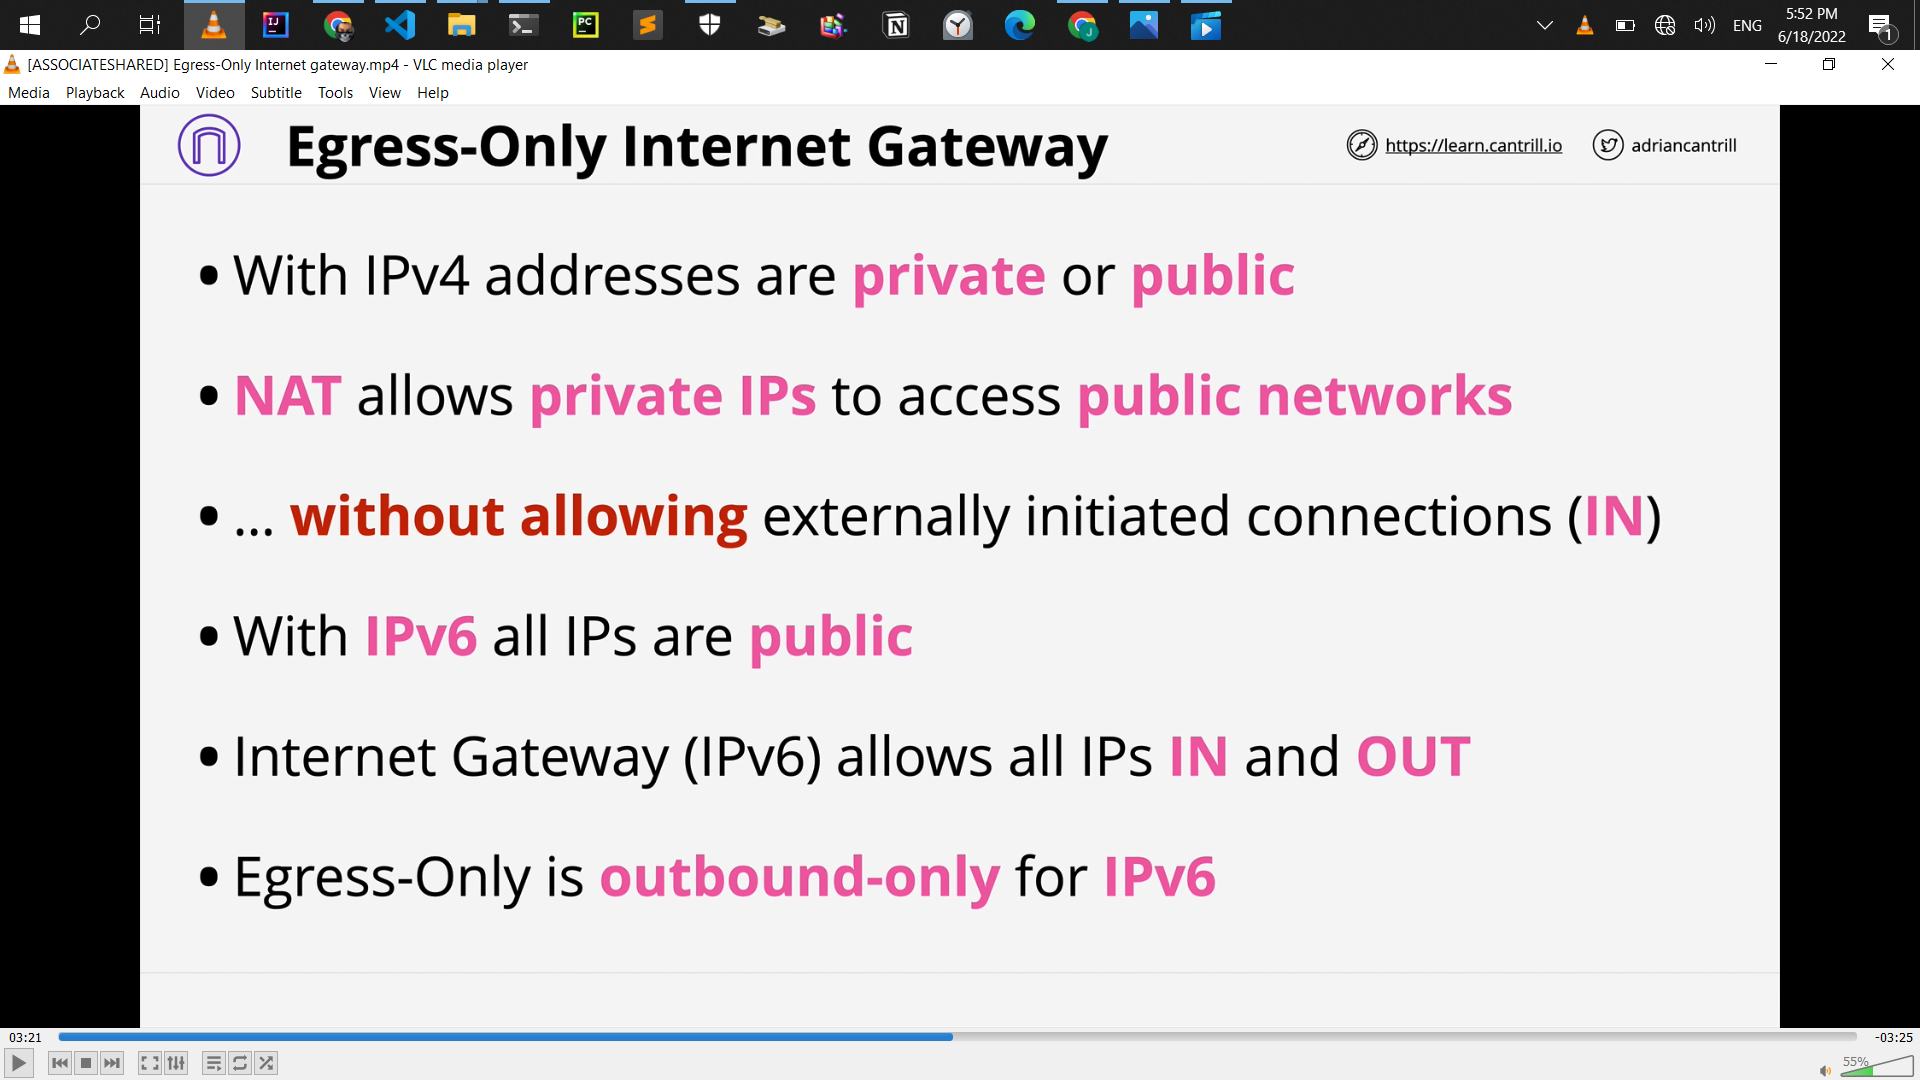 5:52 PM
ENG
6/18/2022
1
[ASSOCIATESHARED] Egress-Only Internet gateway.mp4 - VLC media player
Media Playback Audio Video Subtitle Tools View Help
Egress-Only Internet Gateway
https://learn.cantrill.io
adriancantrill
• With IPv4 addresses are private or public
• NAT allows private IPs to access public networks
• ... without allowing externally initiated connections (IN)
• With IPv6 all IPs are public
• Internet Gateway (IPv6) allows all IPs IN and OUT
• Egress-Only is outbound-only for IPv6
03:21
-03:25
55%